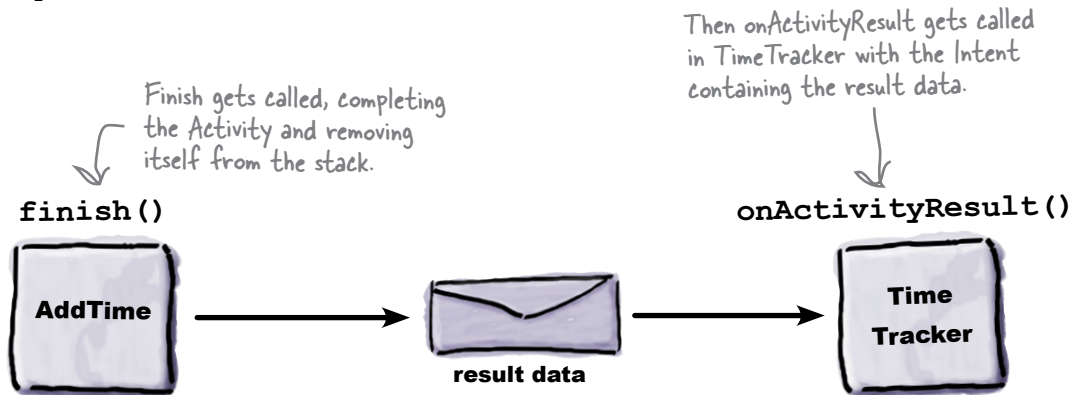 Then onActivityResult gets called
in TimeTracker with the Intent
containing the result data.
Finish gets called, completing
the Activity and removing
itself from the stack.
finish()
onActivityResult()
AddTime
result data
Time
Tracker